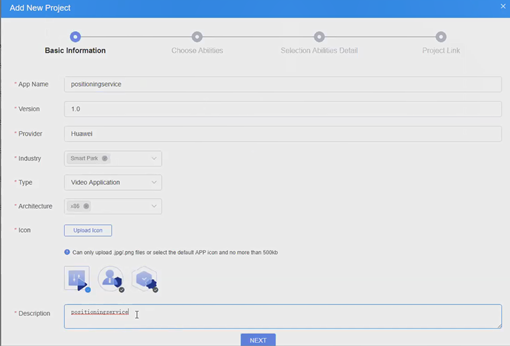 Add New Project
Basic Information
Choose Abilities
Selection Abilities Detail
Project Link
* App Name
positioningservice
* Version
1.0
* Provider
Huawei
* Industry
Smart Park
* Type
Video Application
* Architecture
* Icon
Upload Icon
Can only upload .jpg/.png files or select the default APP icon and no more than 500kb
* Description
positioningservice
NEXT